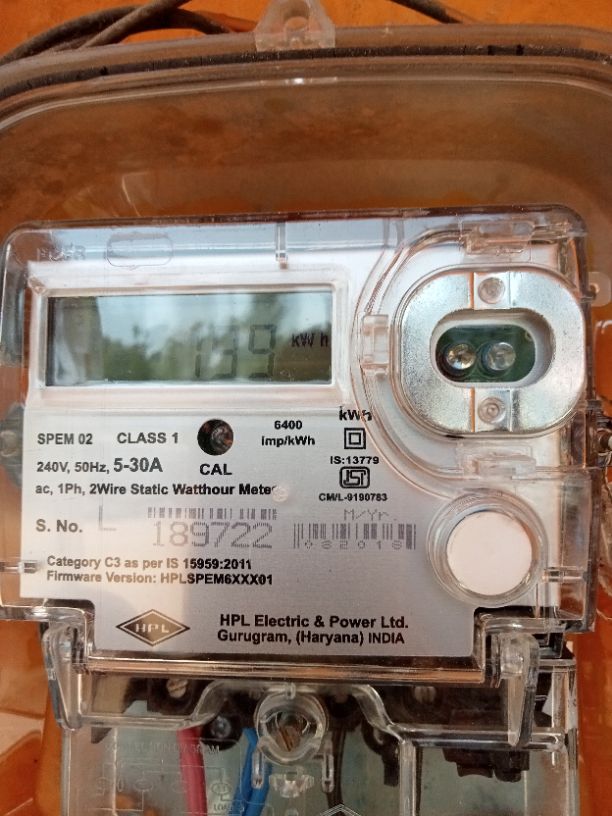 139 kWh
SPEM 02 CLASS 1
6400
imp/kWh
kWh
240V, 50Hz, 5-30A
CAL
IS:13779
ISI
CM/L-9190783
ac, 1Ph, 2Wire Static Watthour Meter
M/Yr.
S. No. L 189722
082018
Category C3 as per IS 15959:2011
Firmware Version: HPLSPEM6XXX01
HPL
HPL Electric & Power Ltd.
Gurugram, (Haryana) INDIA